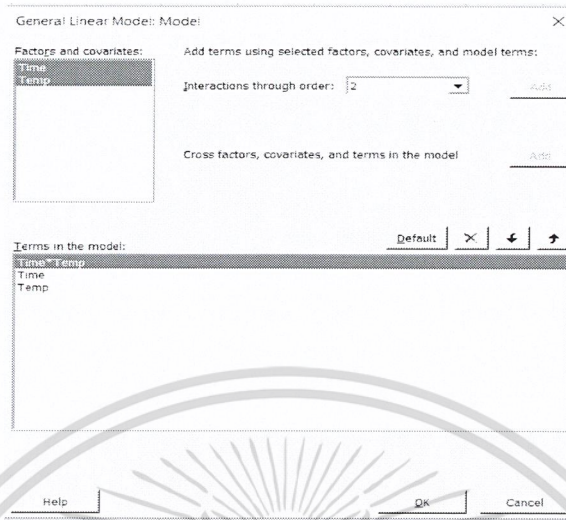 General Linear Model: Model
Factors and covariates:
Time
Temp
Add terms using selected factors, covariates, and model terms:
Interactions through order: 2
Add
Cross factors, covariates, and terms in the model
Add
Default
Terms in the model:
Time*Temp
Time
Temp
Help
OK
Cancel